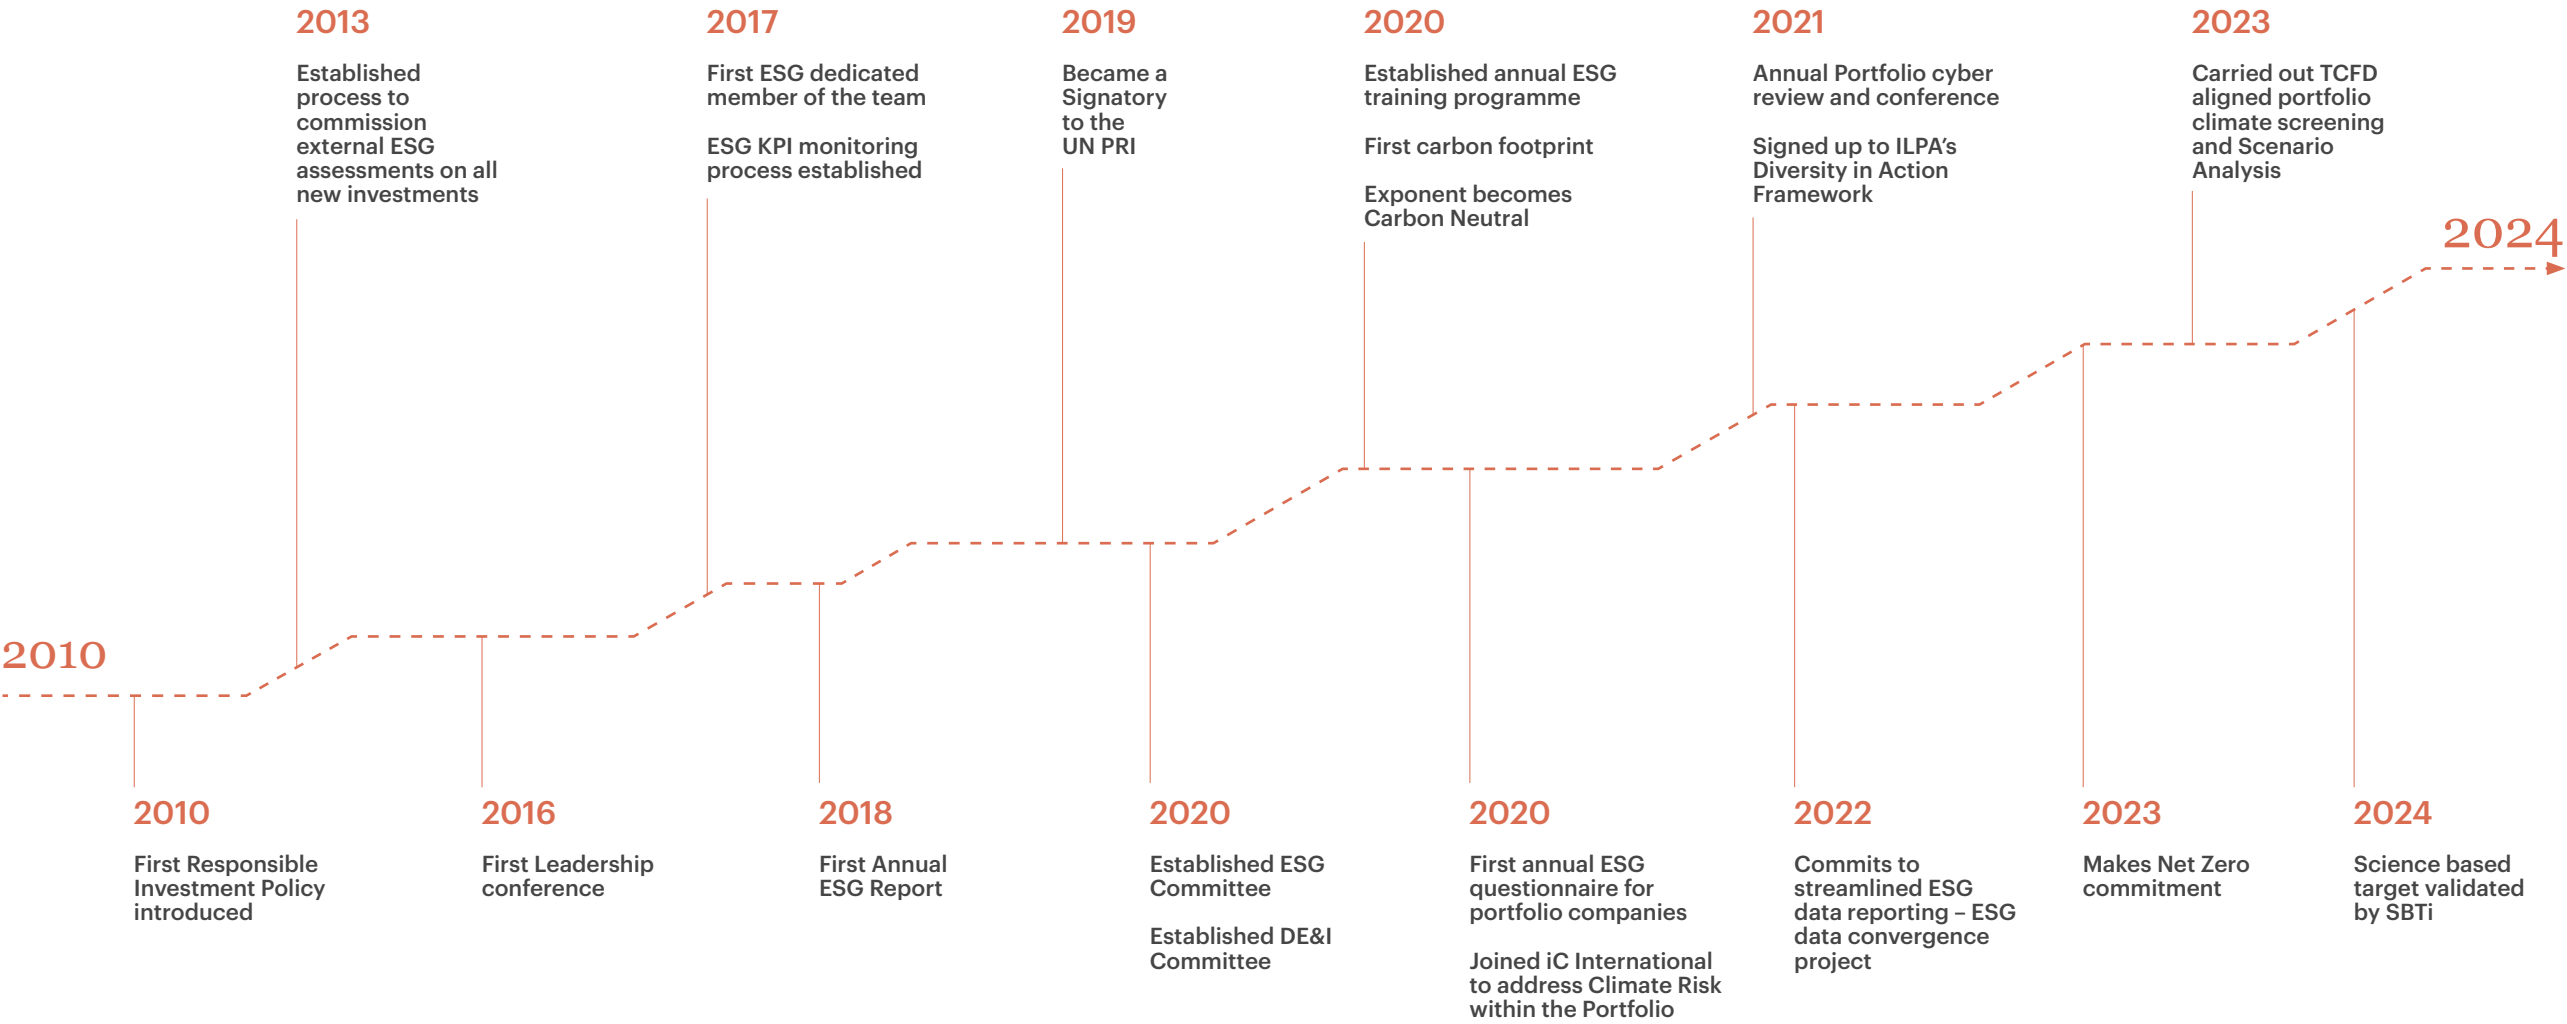 2013
Established
process to
commission
external ESG
assessments on all
new investments
2017
First ESG dedicated
member of the team
ESG KPI monitoring
process established
2019
Became a
Signatory
to the
UN PRI
2020
Established annual ESG
training programme
First carbon footprint
Exponent becomes
Carbon Neutral
2021
Annual Portfolio cyber
review and conference
Signed up to ILPA’s
Diversity in Action
Framework
2023
Carried out TCFD
aligned portfolio
climate screening
and Scenario
Analysis
2024
2010
2010
First Responsible
Investment Policy
introduced
2016
First Leadership
conference
2018
First Annual
ESG Report
2020
Established ESG
Committee
Established DE&I
Committee
2020
First annual ESG
questionnaire for
portfolio companies
Joined iC International
to address Climate Risk
within the Portfolio
2022
Commits to
streamlined ESG
data reporting – ESG
data convergence
project
2023
Makes Net Zero
commitment
2024
Science based
target validated
by SBTi